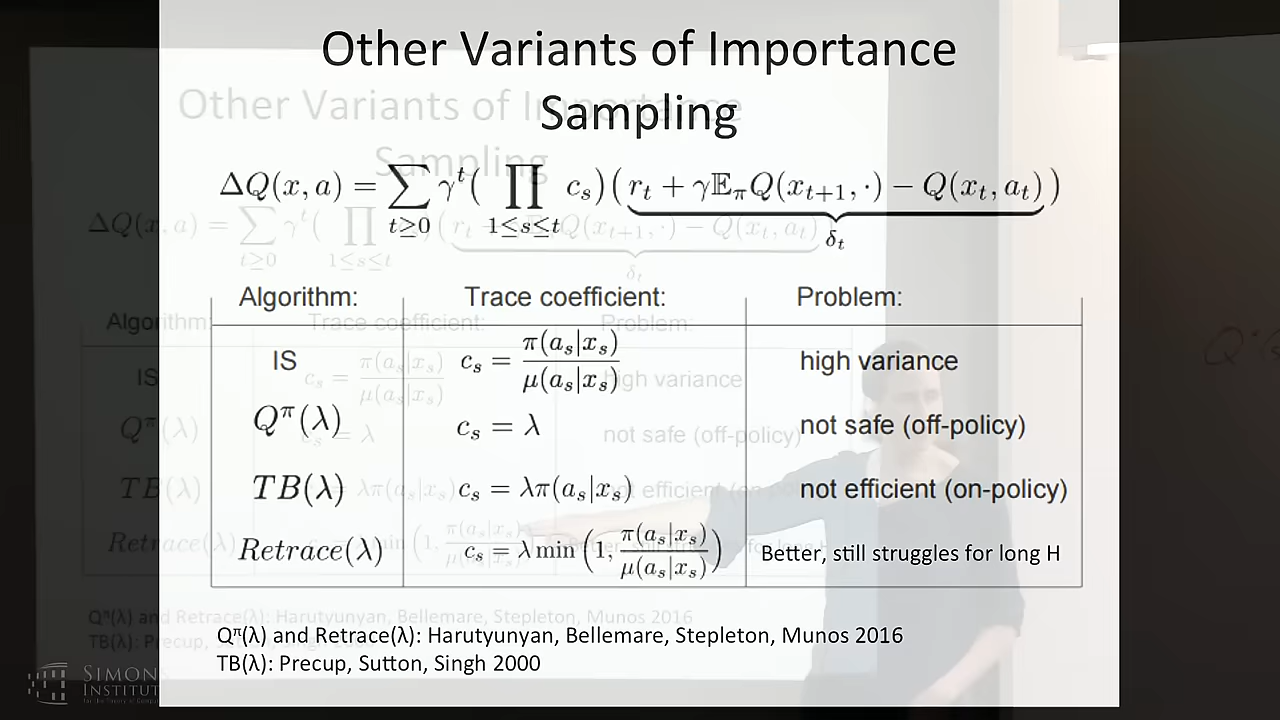 Other Variants of Importance
Sampling
ΔQ(x, a) = ∑_{t≥0} γ^t ( ∏_{1≤s≤t} c_s ) ( r_t + γ𝔼_π Q(x_{t+1}, ·) − Q(x_t, a_t) )
δ_t
Algorithm: Trace coefficient: Problem:
IS c_s = π(a_s|x_s) / μ(a_s|x_s) high variance
Q^π(λ) c_s = λ not safe (off-policy)
TB(λ) c_s = λπ(a_s|x_s) not efficient (on-policy)
Retrace(λ) c_s = λ min (1, π(a_s|x_s) / μ(a_s|x_s)) Better, still struggles for long H
Qᵑ(λ) and Retrace(λ): Harutyunyan, Bellemare, Stepleton, Munos 2016
TB(λ): Precup, Sutton, Singh 2000
SIMONS
INSTITUT